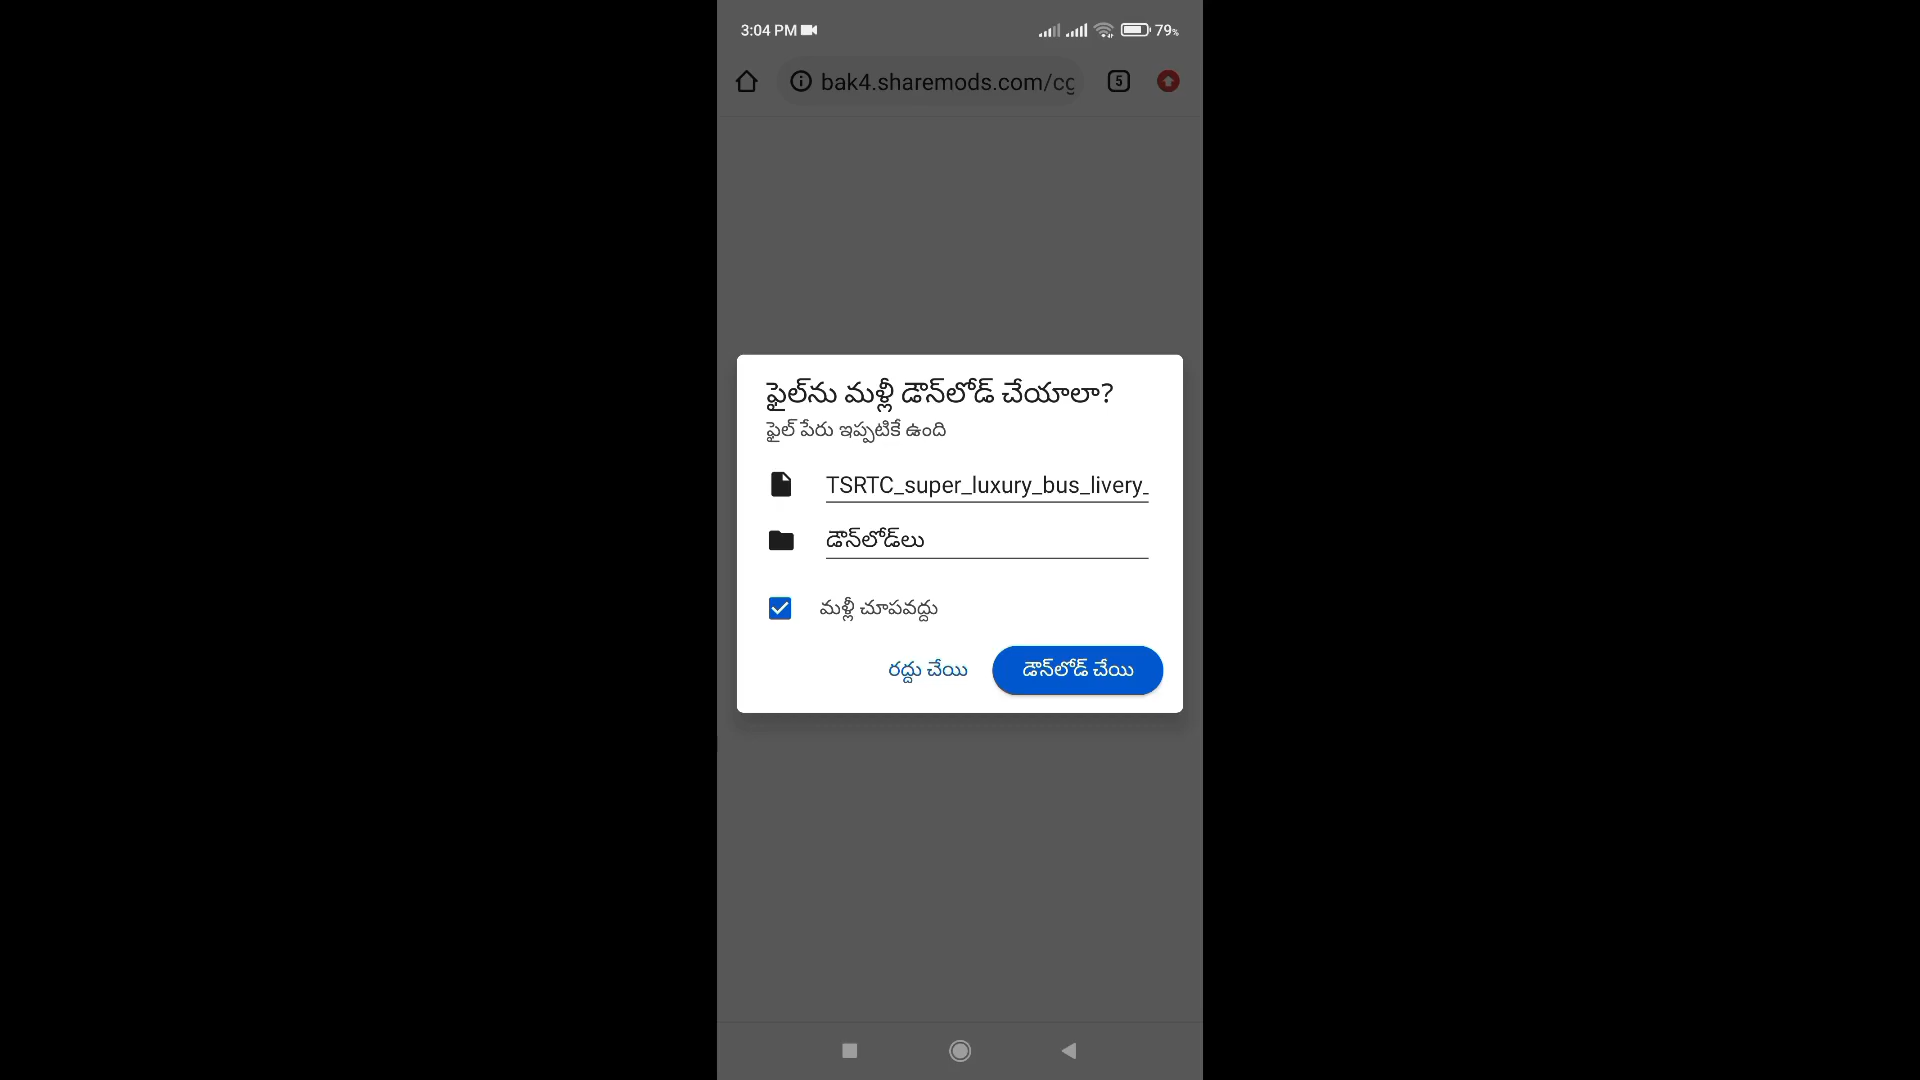 3:04 PM
79%
bak4.sharemods.com/cg
5
ఫైల్‌ను మళ్లీ డౌన్‌లోడ్ చేయాలా?
ఫైల్ పేరు ఇప్పటికే ఉంది
TSRTC_super_luxury_bus_livery_
డౌన్‌లోడ్‌లు
మళ్లీ చూపవద్దు
రద్దు చేయి
డౌన్‌లోడ్ చేయి